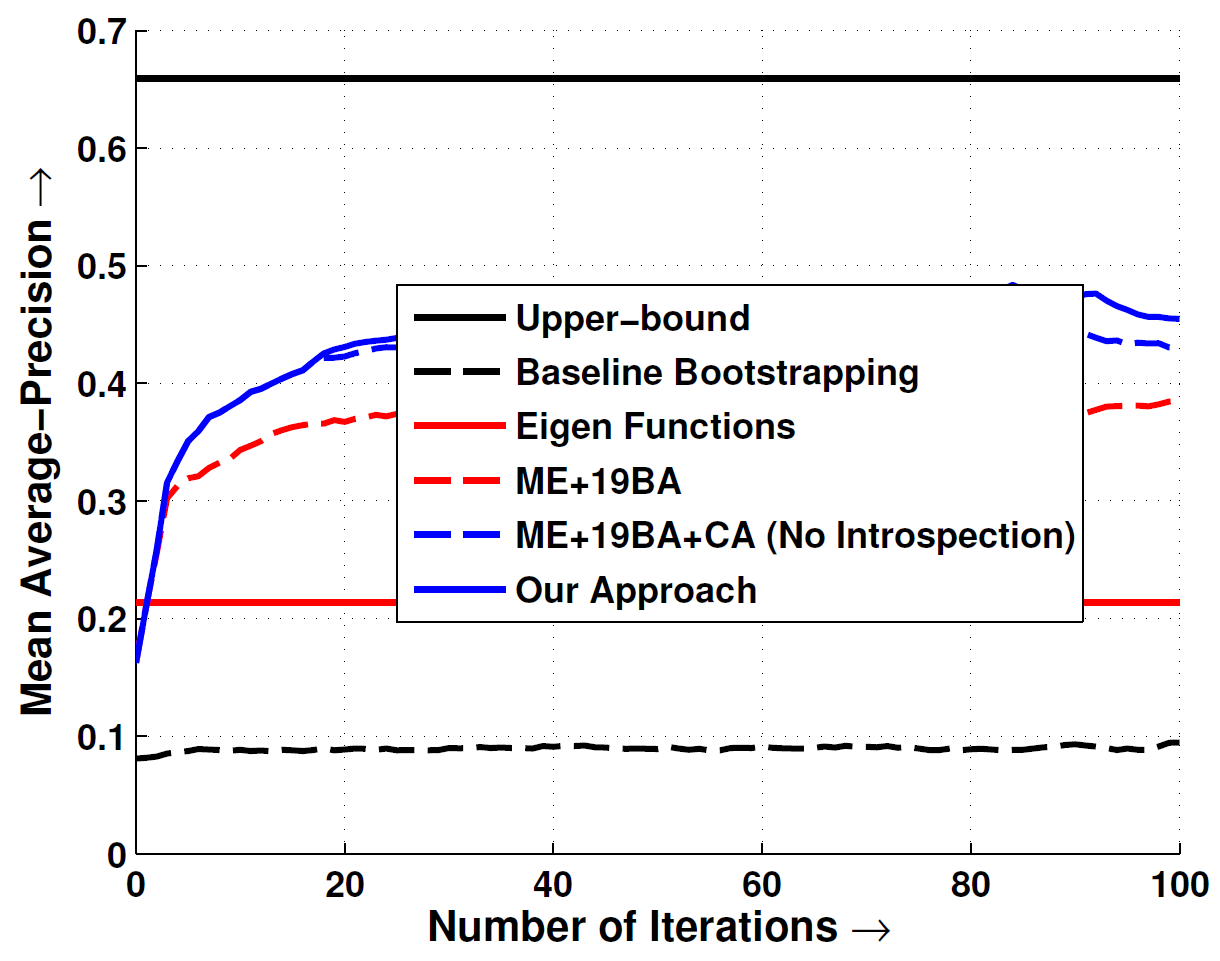 0.7
0.6
0.5
0.4
0.3
0.2
0.1
0
Mean Average−Precision →
Upper−bound
Baseline Bootstrapping
Eigen Functions
ME+19BA
ME+19BA+CA (No Introspection)
Our Approach
0 20 40 60 80 100
Number of Iterations →